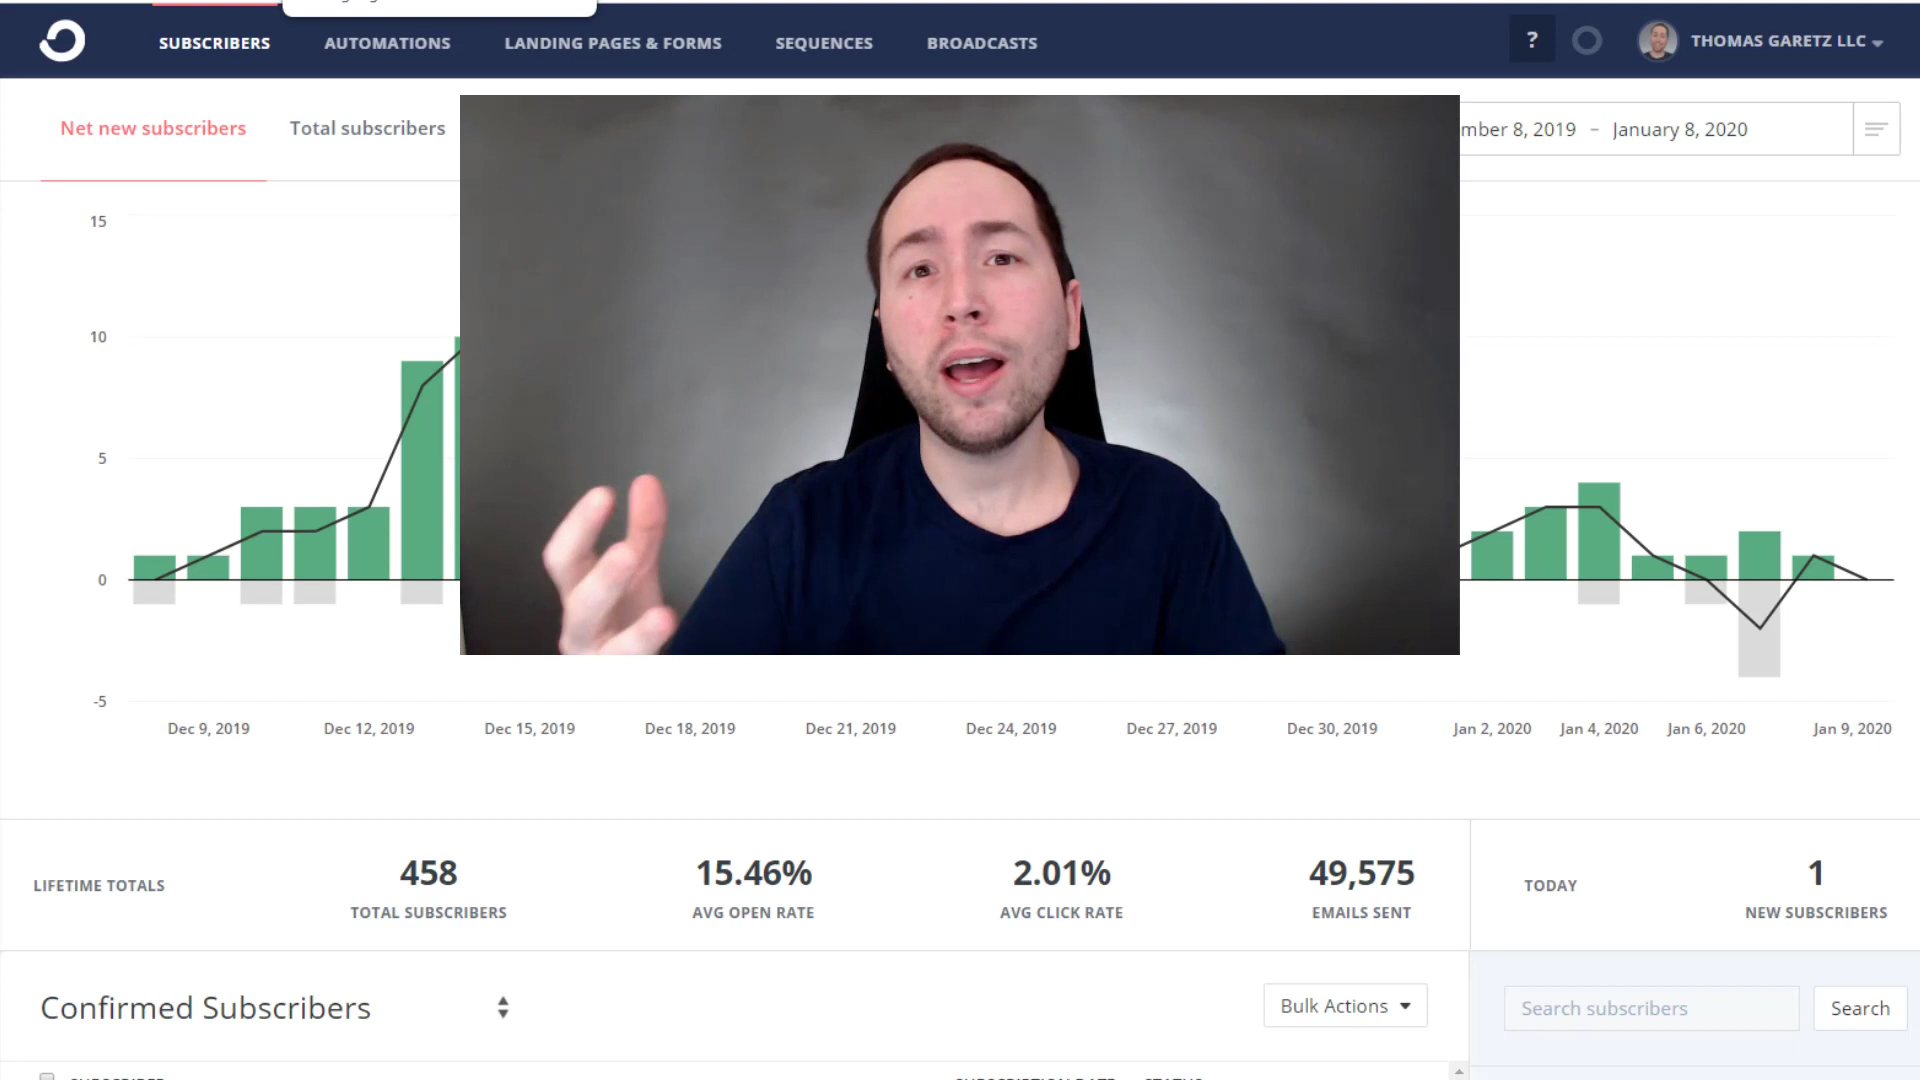 SUBSCRIBERS AUTOMATIONS LANDING PAGES & FORMS SEQUENCES BROADCASTS ? THOMAS GARETZ LLC
Net new subscribers Total subscribers mber 8, 2019 – January 8, 2020
15
10
5
0
-5
Dec 9, 2019 Dec 12, 2019 Dec 15, 2019 Dec 18, 2019 Dec 21, 2019 Dec 24, 2019 Dec 27, 2019 Dec 30, 2019 Jan 2, 2020 Jan 4, 2020 Jan 6, 2020 Jan 9, 2020
458 15.46% 2.01% 49,575 1
LIFETIME TOTALS TODAY
TOTAL SUBSCRIBERS AVG OPEN RATE AVG CLICK RATE EMAILS SENT NEW SUBSCRIBERS
Confirmed Subscribers Bulk Actions Search subscribers Search
SUBSCRIBER SUBSCRIPTION DATE STATUS